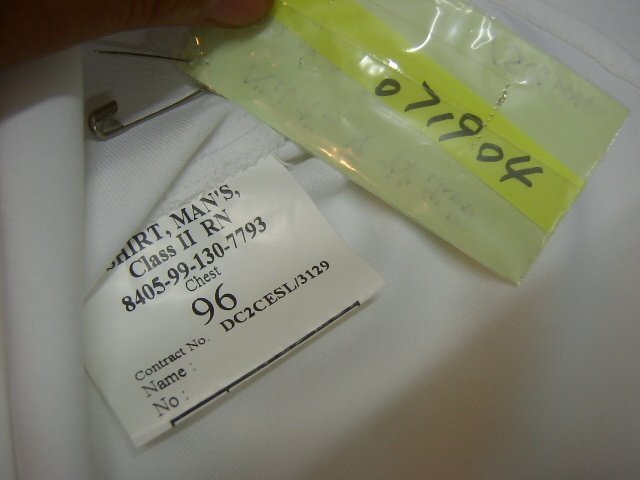 071904
SHIRT, MAN'S,
Class II RN
8405-99-130-7793
Chest
96
Contract No. DC2CESL/3129
Name :
No :